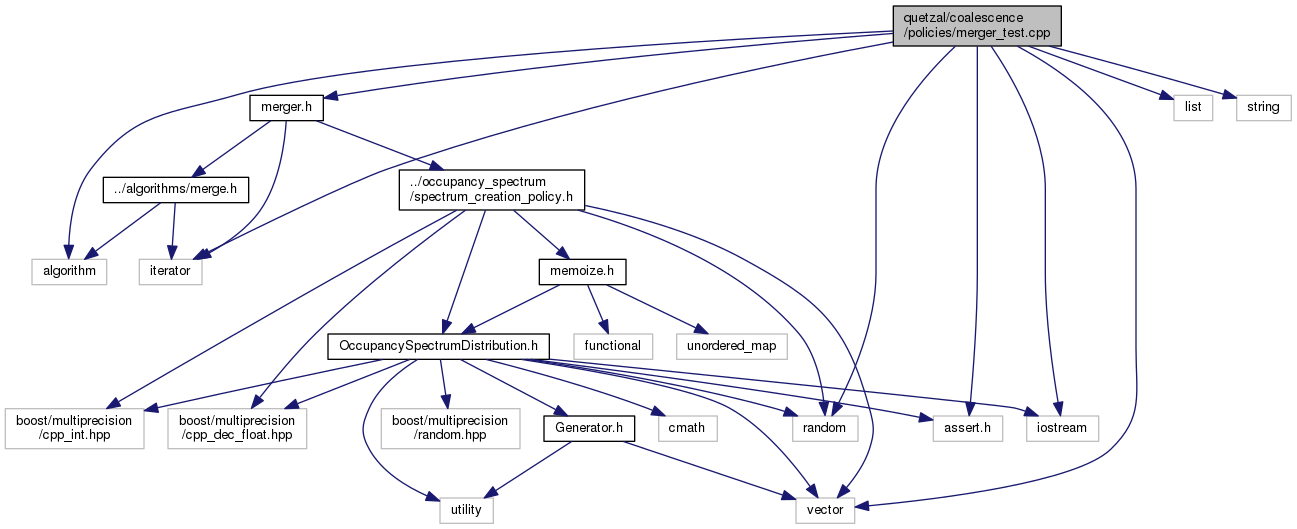 quetzal/coalescence
/policies/merger_test.cpp
merger.h
list
string
../algorithms/merge.h
../occupancy_spectrum
/spectrum_creation_policy.h
algorithm
iterator
memoize.h
OccupancySpectrumDistribution.h
functional
unordered_map
boost/multiprecision
/cpp_int.hpp
boost/multiprecision
/cpp_dec_float.hpp
boost/multiprecision
/random.hpp
Generator.h
cmath
random
assert.h
iostream
utility
vector